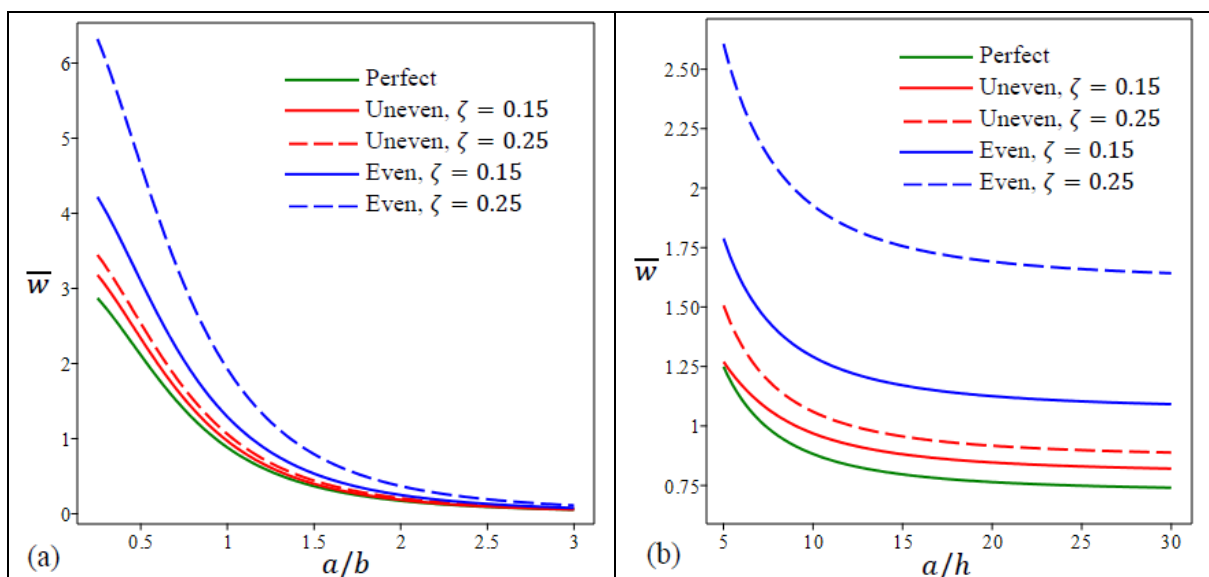 6
5
4
3
2
1
0
w̅
Perfect
Uneven, ζ = 0.15
Uneven, ζ = 0.25
Even, ζ = 0.15
Even, ζ = 0.25
0.5
1
1.5
2
2.5
3
(a)
a/b
2.50
2.25
2
1.75
1.50
1.25
1
0.75
w̅
Perfect
Uneven, ζ = 0.15
Uneven, ζ = 0.25
Even, ζ = 0.15
Even, ζ = 0.25
5
10
15
20
25
30
(b)
a/h